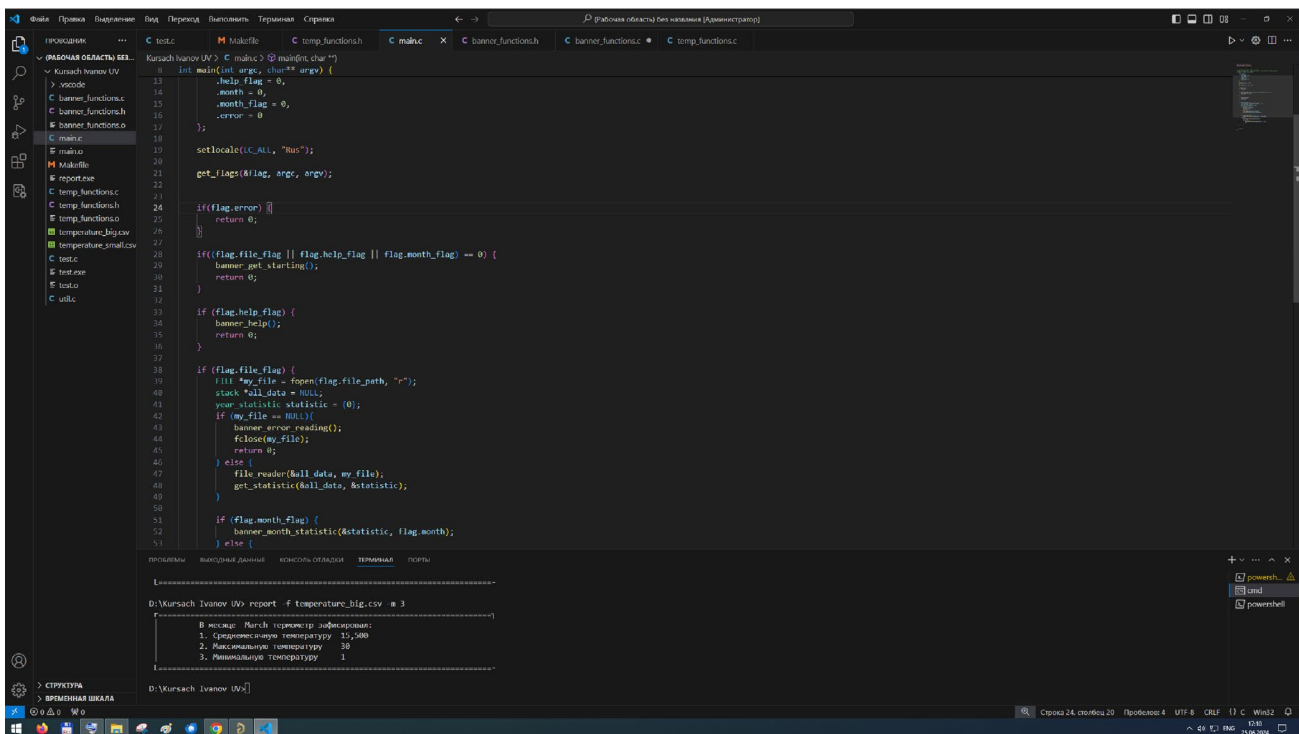 Файл Правка Выделение Вид Переход Выполнить Терминал Справка
(Рабочая область) без названия [Администратор]
ПРОВОДНИК
(РАБОЧАЯ ОБЛАСТЬ) БЕЗ...
Kursach Ivanov UV
.vscode
banner_functions.c
banner_functions.h
banner_functions.o
main.c
main.o
Makefile
report.exe
temp_functions.c
temp_functions.h
temp_functions.o
temperature_big.csv
temperature_small.csv
test.c
test.exe
test.o
util.c
СТРУКТУРА
ВРЕМЕННАЯ ШКАЛА
test.c Makefile temp_functions.h main.c banner_functions.h banner_functions.c temp_functions.c
Kursach Ivanov UV > C main.c > main(int, char **)
8 int main(int argc, char** argv) {
13 .help_flag = 0,
14 .month = 0,
15 .month_flag = 0,
16 .error = 0
17 };
18
19 setlocale(LC_ALL, "Rus");
20
21 get_flags(&flag, argc, argv);
22
23
24 if(flag.error) {
25 return 0;
26 }
27
28 if((flag.file_flag || flag.help_flag || flag.month_flag) == 0) {
29 banner_get_starting();
30 return 0;
31 }
32
33 if (flag.help_flag) {
34 banner_help();
35 return 0;
36 }
37
38 if (flag.file_flag) {
39 FILE *my_file = fopen(flag.file_path, "r");
40 stack *all_data = NULL;
41 year_statistic statistic = {0};
42 if (my_file == NULL){
43 banner_error_reading();
44 fclose(my_file);
45 return 0;
46 } else {
47 file_reader(&all_data, my_file);
48 get_statistic(&all_data, &statistic);
49 }
50
51 if (flag.month_flag) {
52 banner_month_statistic(&statistic, flag.month);
53 } else {
ПРОБЛЕМЫ ВЫХОДНЫЕ ДАННЫЕ КОНСОЛЬ ОТЛАДКИ ТЕРМИНАЛ ПОРТЫ
D:\Kursach Ivanov UV> report -f temperature_big.csv -m 3
В месяце March термометр зафиксировал:
1. Среднемесячную температуру 15,500
2. Максимальную температуру 30
3. Минимальную температуру 1
D:\Kursach Ivanov UV>
powersh...
cmd
powershell
0 0 0
Строка 24, столбец 20 Пробелов: 4 UTF-8 CRLF {} C Win32
ENG 17:10
25.06.2024